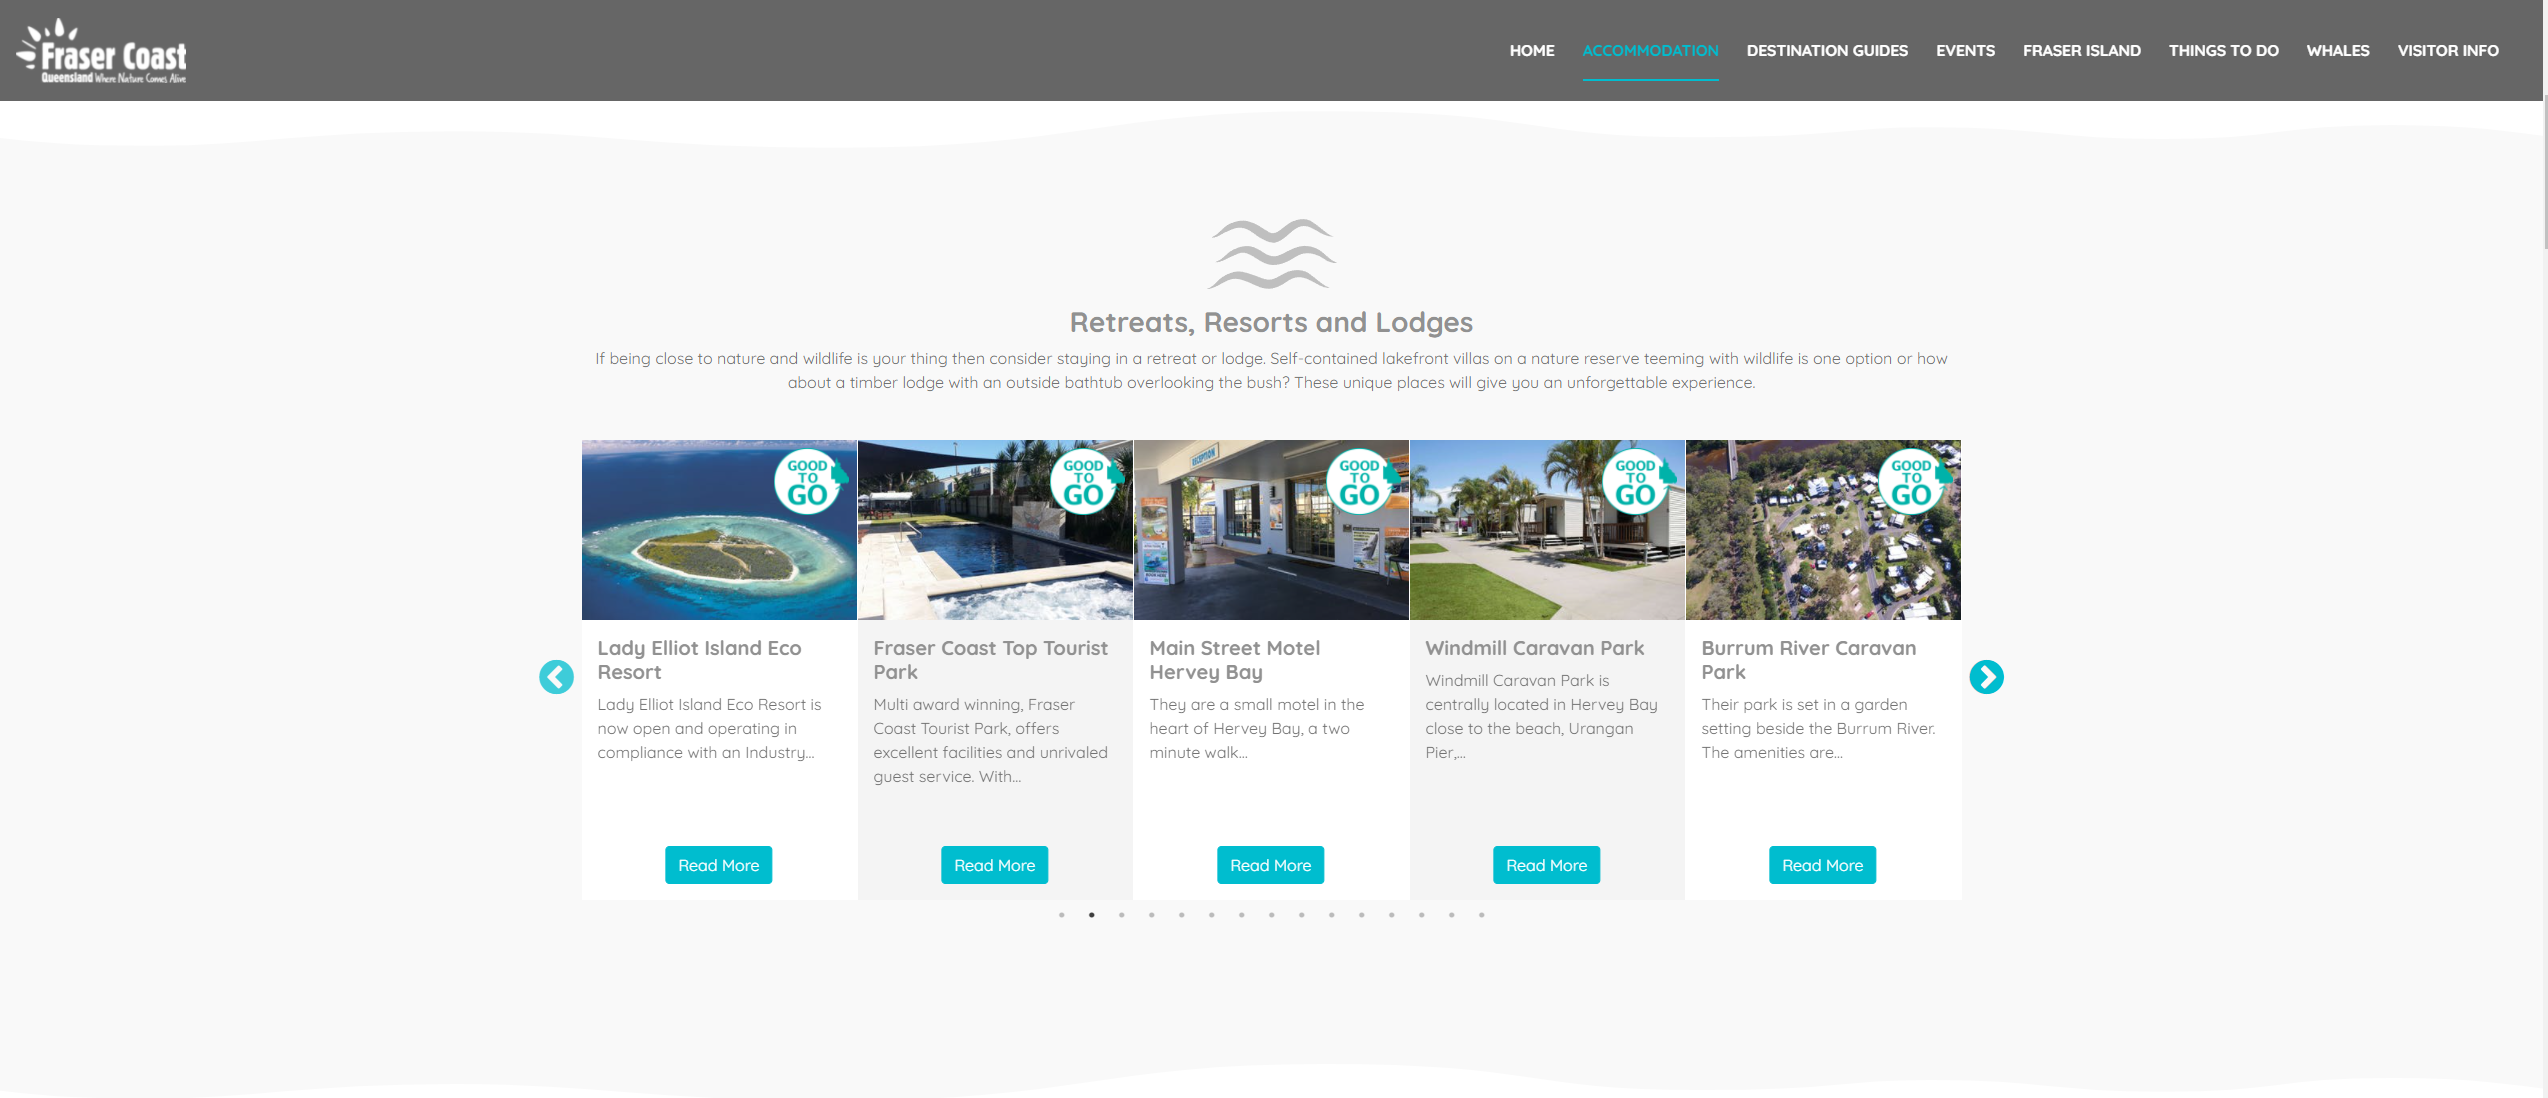 Fraser Coast
Queensland Where Nature Comes Alive
HOME
ACCOMMODATION
DESTINATION GUIDES
EVENTS
FRASER ISLAND
THINGS TO DO
WHALES
VISITOR INFO
Retreats, Resorts and Lodges
If being close to nature and wildlife is your thing then consider staying in a retreat or lodge. Self-contained lakefront villas on a nature reserve teeming with wildlife is one option or how
about a timber lodge with an outside bathtub overlooking the bush? These unique places will give you an unforgettable experience.
GOOD
TO
GO
Lady Elliot Island Eco
Resort
Lady Elliot Island Eco Resort is
now open and operating in
compliance with an Industry...
Read More
GOOD
TO
GO
Fraser Coast Top Tourist
Park
Multi award winning, Fraser
Coast Tourist Park, offers
excellent facilities and unrivaled
guest service. With...
Read More
RECEPTION
GOOD
TO
GO
Main Street Motel
Hervey Bay
They are a small motel in the
heart of Hervey Bay, a two
minute walk...
Read More
GOOD
TO
GO
Windmill Caravan Park
Windmill Caravan Park is
centrally located in Hervey Bay
close to the beach, Urangan
Pier,...
Read More
GOOD
TO
GO
Burrum River Caravan
Park
Their park is set in a garden
setting beside the Burrum River.
The amenities are...
Read More